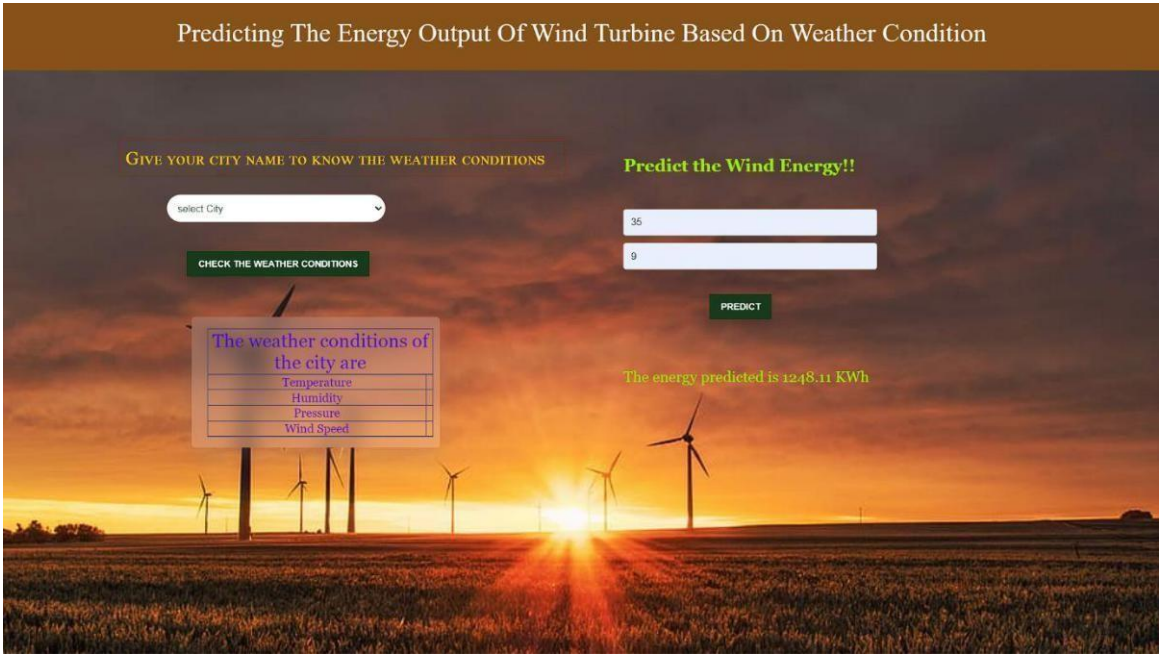 Predicting The Energy Output Of Wind Turbine Based On Weather Condition
GIVE YOUR CITY NAME TO KNOW THE WEATHER CONDITIONS
select City
CHECK THE WEATHER CONDITIONS
The weather conditions of
the city are
Temperature
Humidity
Pressure
Wind Speed
Predict the Wind Energy!!
35
9
PREDICT
The energy predicted is 1248.11 KWh